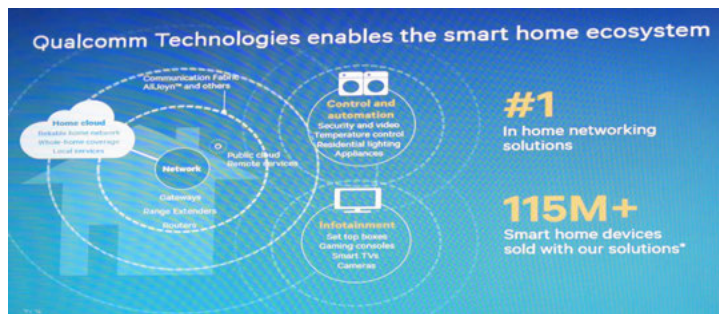 Qualcomm Technologies enables the smart home ecosystem
Communication Fabric
AllJoyn™ and others
Home cloud
Reliable home network
Whole-home coverage
Local services
Network
Public cloud
Remote services
Gateways
Range Extenders
Routers
Control and
automation
Security and video
Temperature control
Residential lighting
Appliances
Infotainment
Set top boxes
Gaming consoles
Smart TVs
Cameras
#1
In home networking
solutions
115M+
Smart home devices
sold with our solutions*